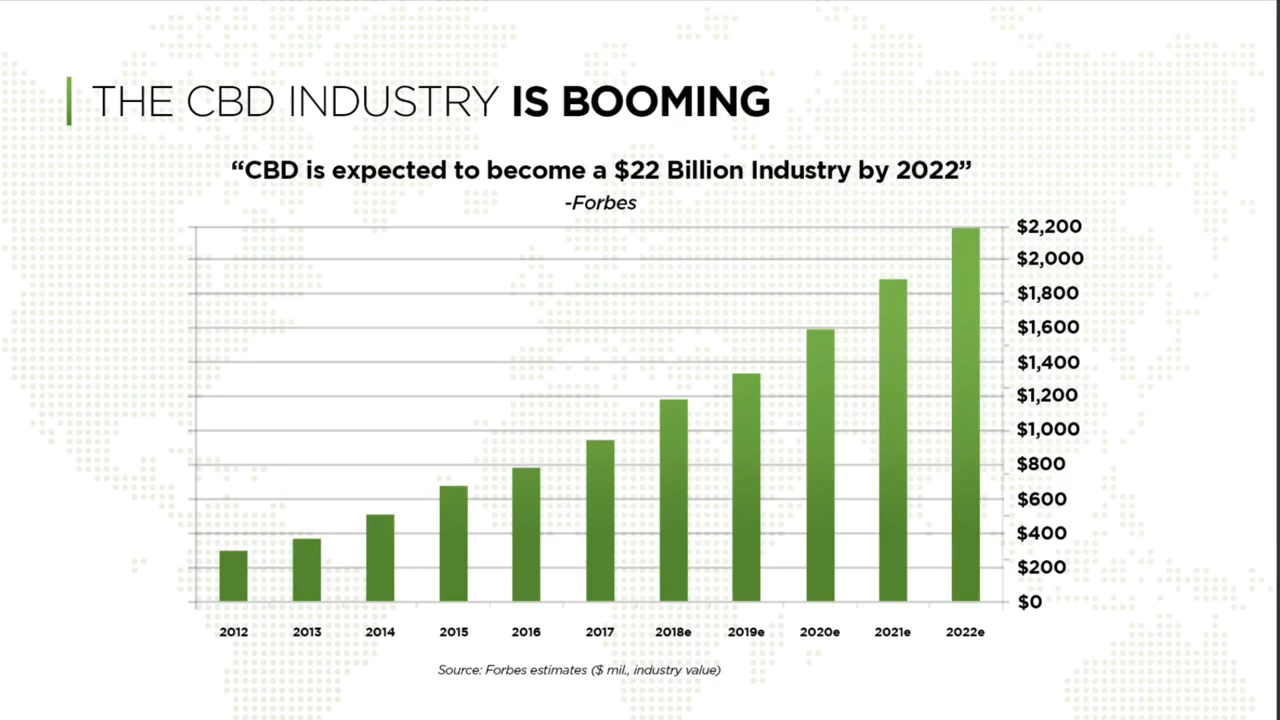 THE CBD INDUSTRY IS BOOMING
“CBD is expected to become a $22 Billion Industry by 2022”
-Forbes
$2,200
$2,000
$1,800
$1,600
$1,400
$1,200
$1,000
$800
$600
$400
$200
$0
2012 2013 2014 2015 2016 2017 2018e 2019e 2020e 2021e 2022e
Source: Forbes estimates ($ mil., industry value)